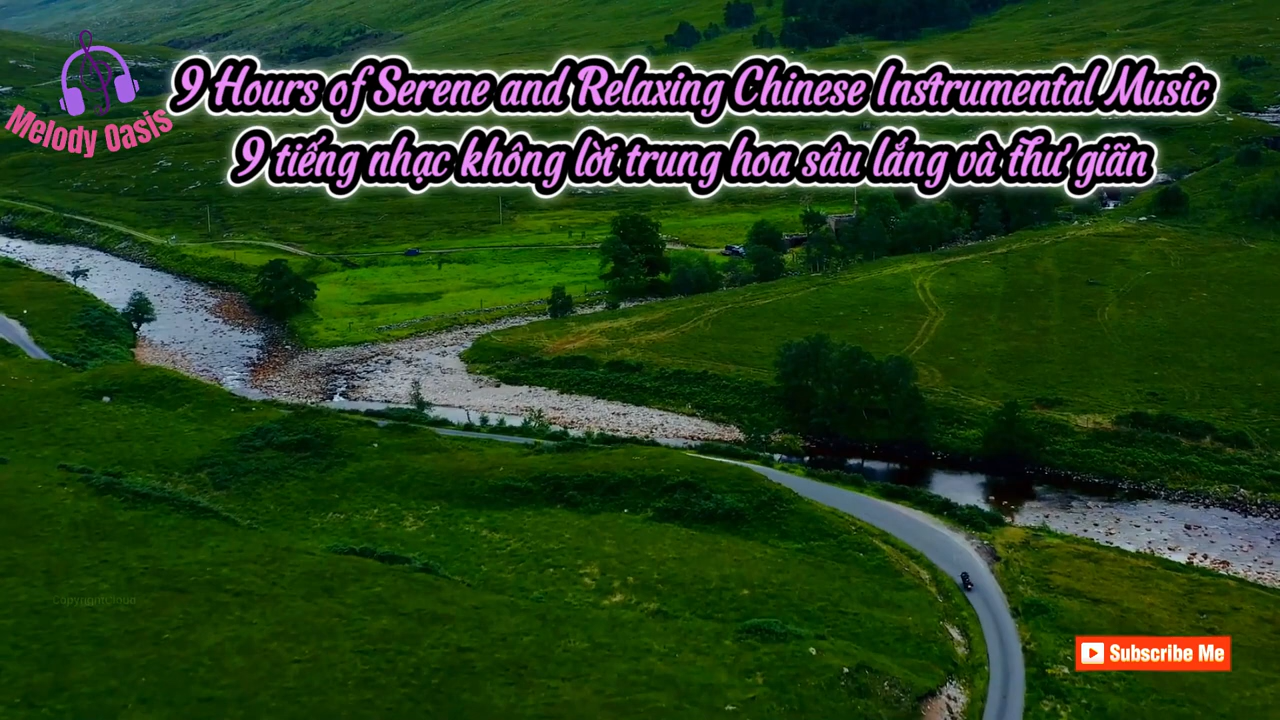 9 Hours of Serene and Relaxing Chinese Instrumental Music
9 tiếng nhạc không lời trung hoa sâu lắng và thư giãn
Melody Oasis
CopyrightCloud
Subscribe Me